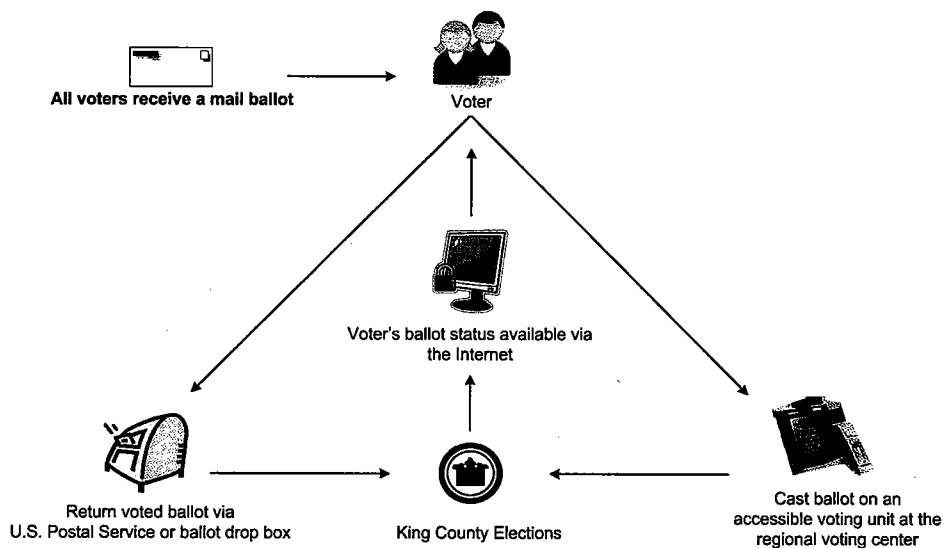 All voters receive a mail ballot
Voter
Voter's ballot status available via
the Internet
Return voted ballot via
U.S. Postal Service or ballot drop box
King County Elections
Cast ballot on an
accessible voting unit at the
regional voting center